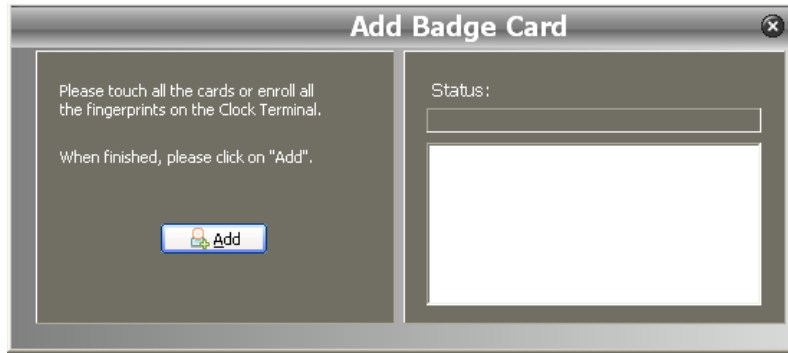 Add Badge Card
Please touch all the cards or enroll all
the fingerprints on the Clock Terminal.
When finished, please click on "Add".
Add
Status: